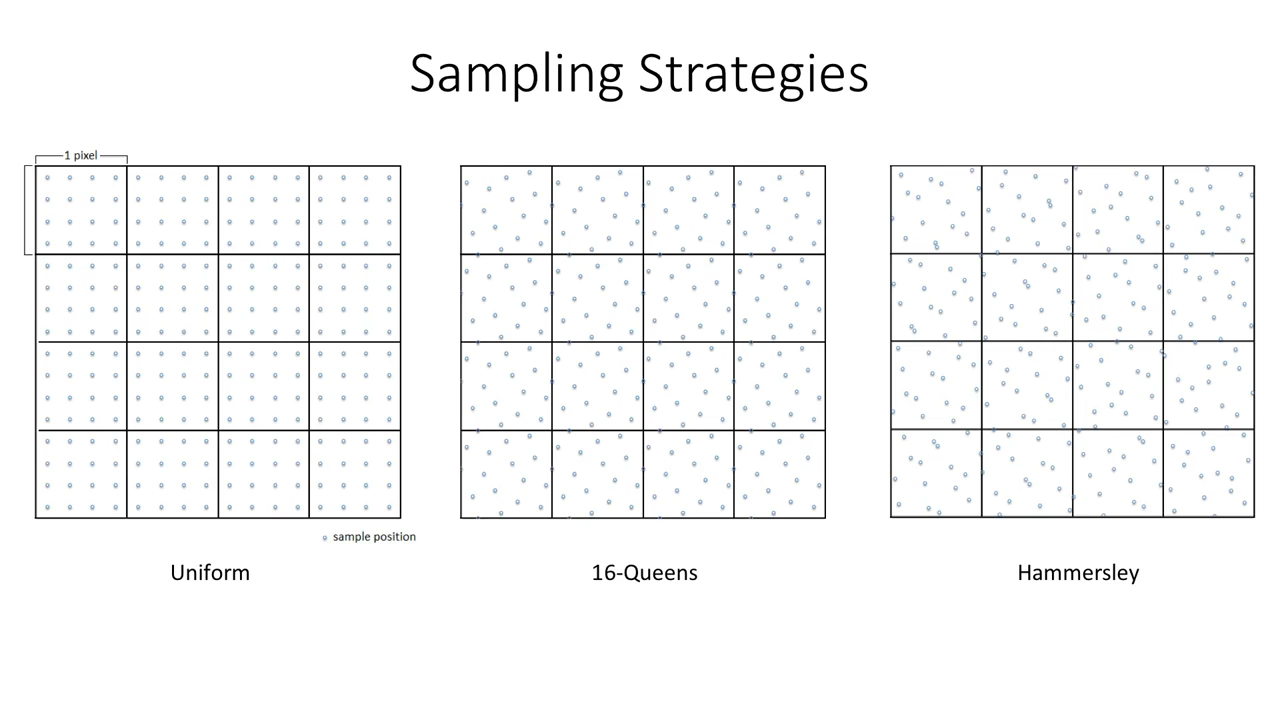 Sampling Strategies
1 pixel
sample position
Uniform
16-Queens
Hammersley